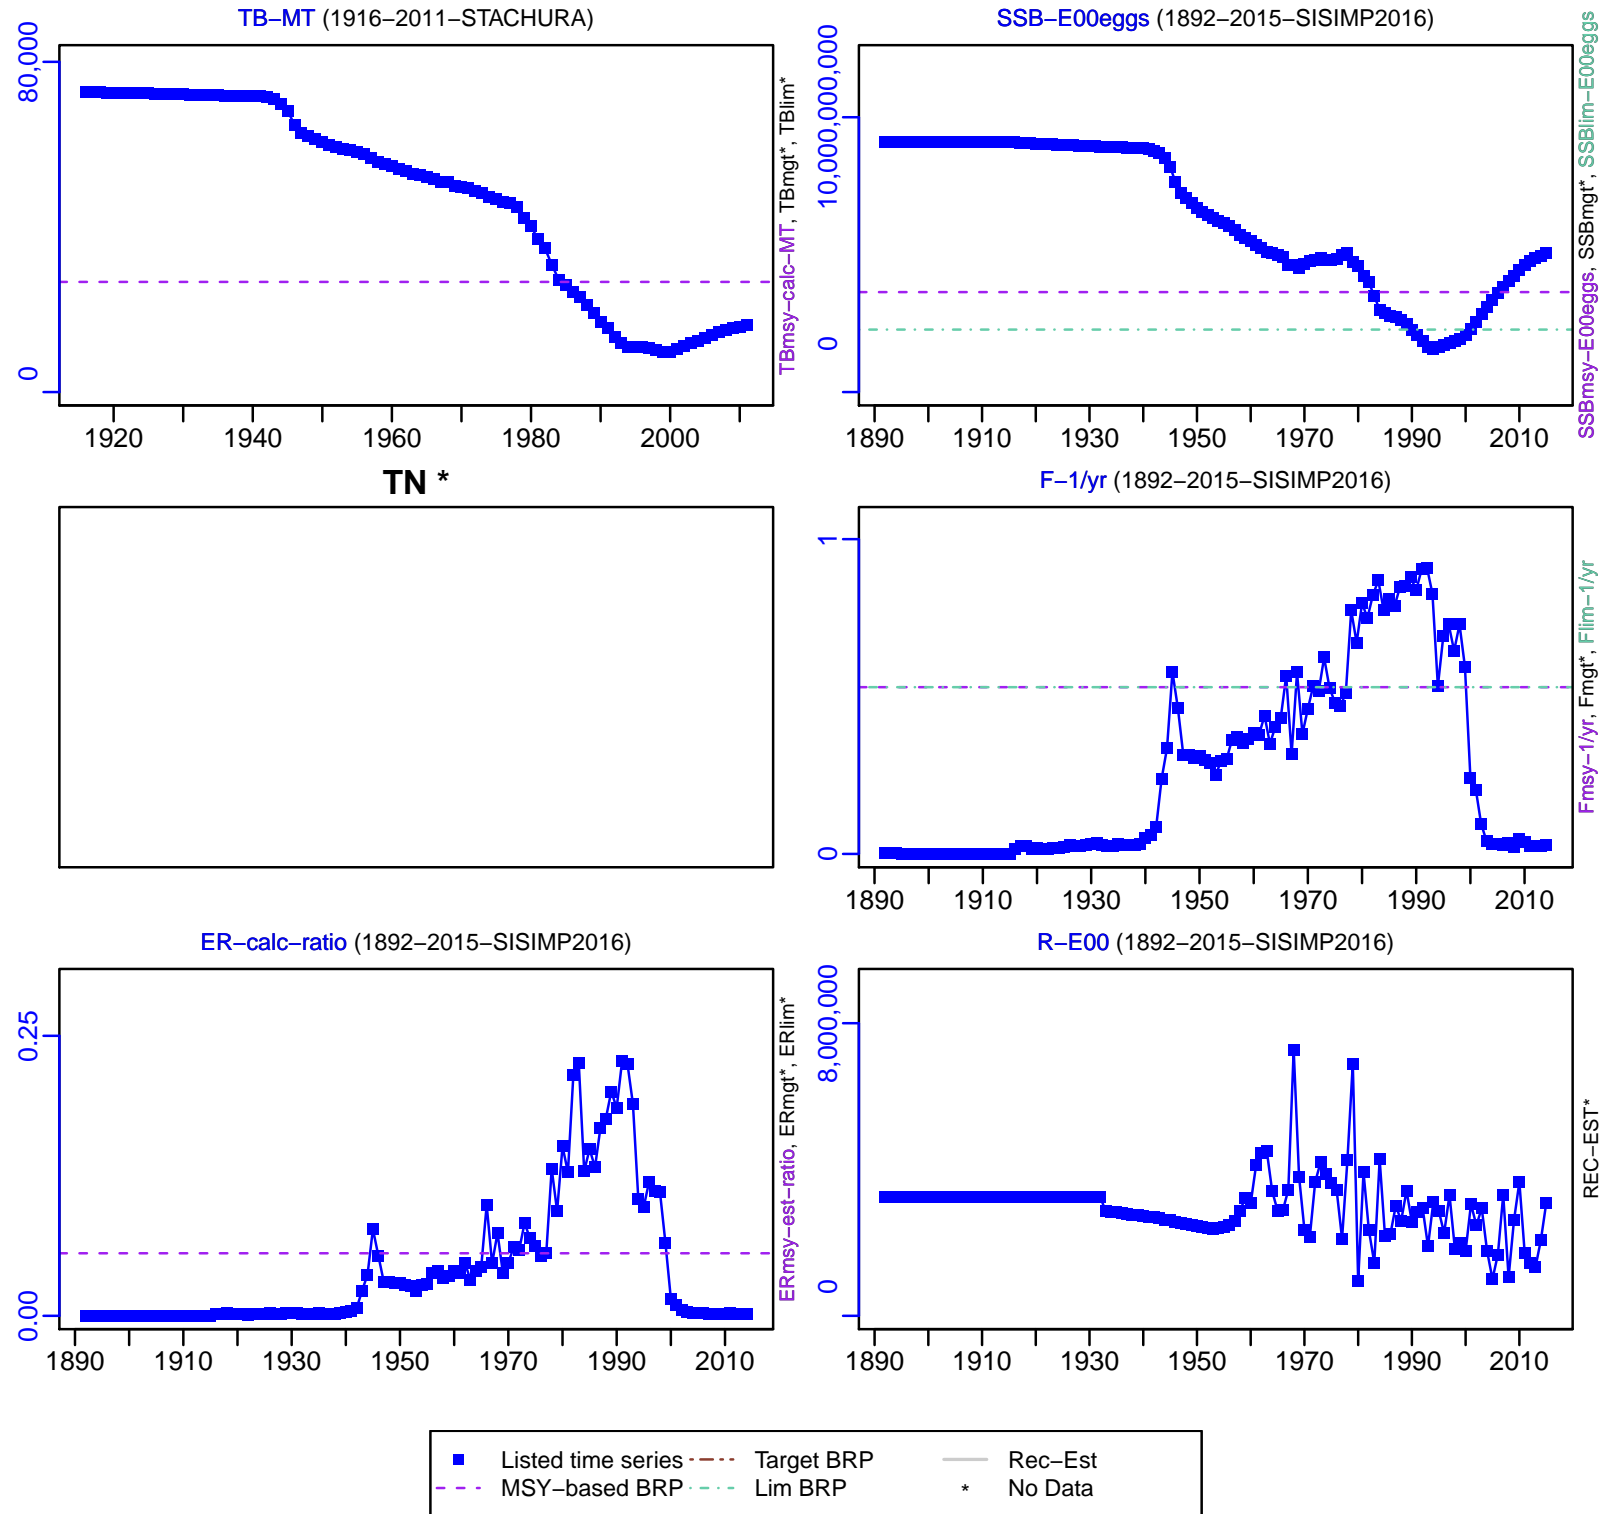 TB−MT (1916−2011−STACHURA)
80,000
0
TBmsy−calc−MT, TBmgt*, TBlim*
1920 1940 1960 1980 2000
SSB−E00eggs (1892−2015−SISIMP2016)
10,000,000
0
SSBmsy−E00eggs, SSBmgt*, SSBlim−E00eggs
1890 1910 1930 1950 1970 1990 2010
TN *
F−1/yr (1892−2015−SISIMP2016)
1
0
Fmsy−1/yr, Fmgt*, Flim−1/yr
1890 1910 1930 1950 1970 1990 2010
ER−calc−ratio (1892−2015−SISIMP2016)
0.25
0.00
ERmsy−est−ratio, ERmgt*, ERlim*
1890 1910 1930 1950 1970 1990 2010
R−E00 (1892−2015−SISIMP2016)
8,000,000
0
REC−EST*
1890 1910 1930 1950 1970 1990 2010
Listed time series Target BRP Rec−Est
MSY−based BRP Lim BRP * No Data